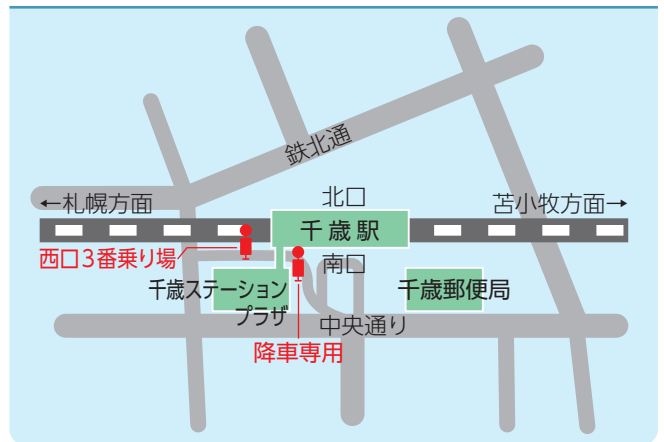 鉄北通
北口
←札幌方面
苫小牧方面→
千歳駅
西口3番乗り場
南口
千歳ステーション
プラザ
千歳郵便局
中央通り
降車専用